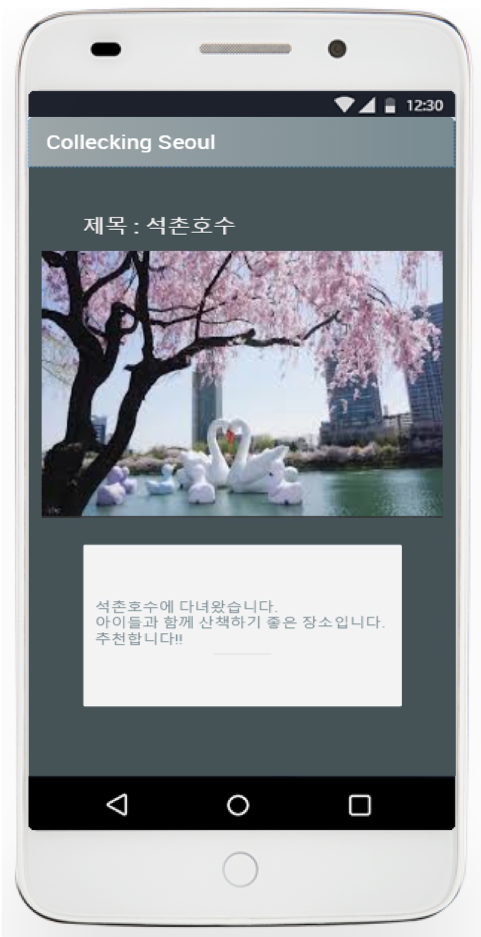 12:30
Collecking Seoul
제목 : 석촌호수
석촌호수에 다녀왔습니다.
아이들과 함께 산책하기 좋은 장소입니다.
추천합니다!!